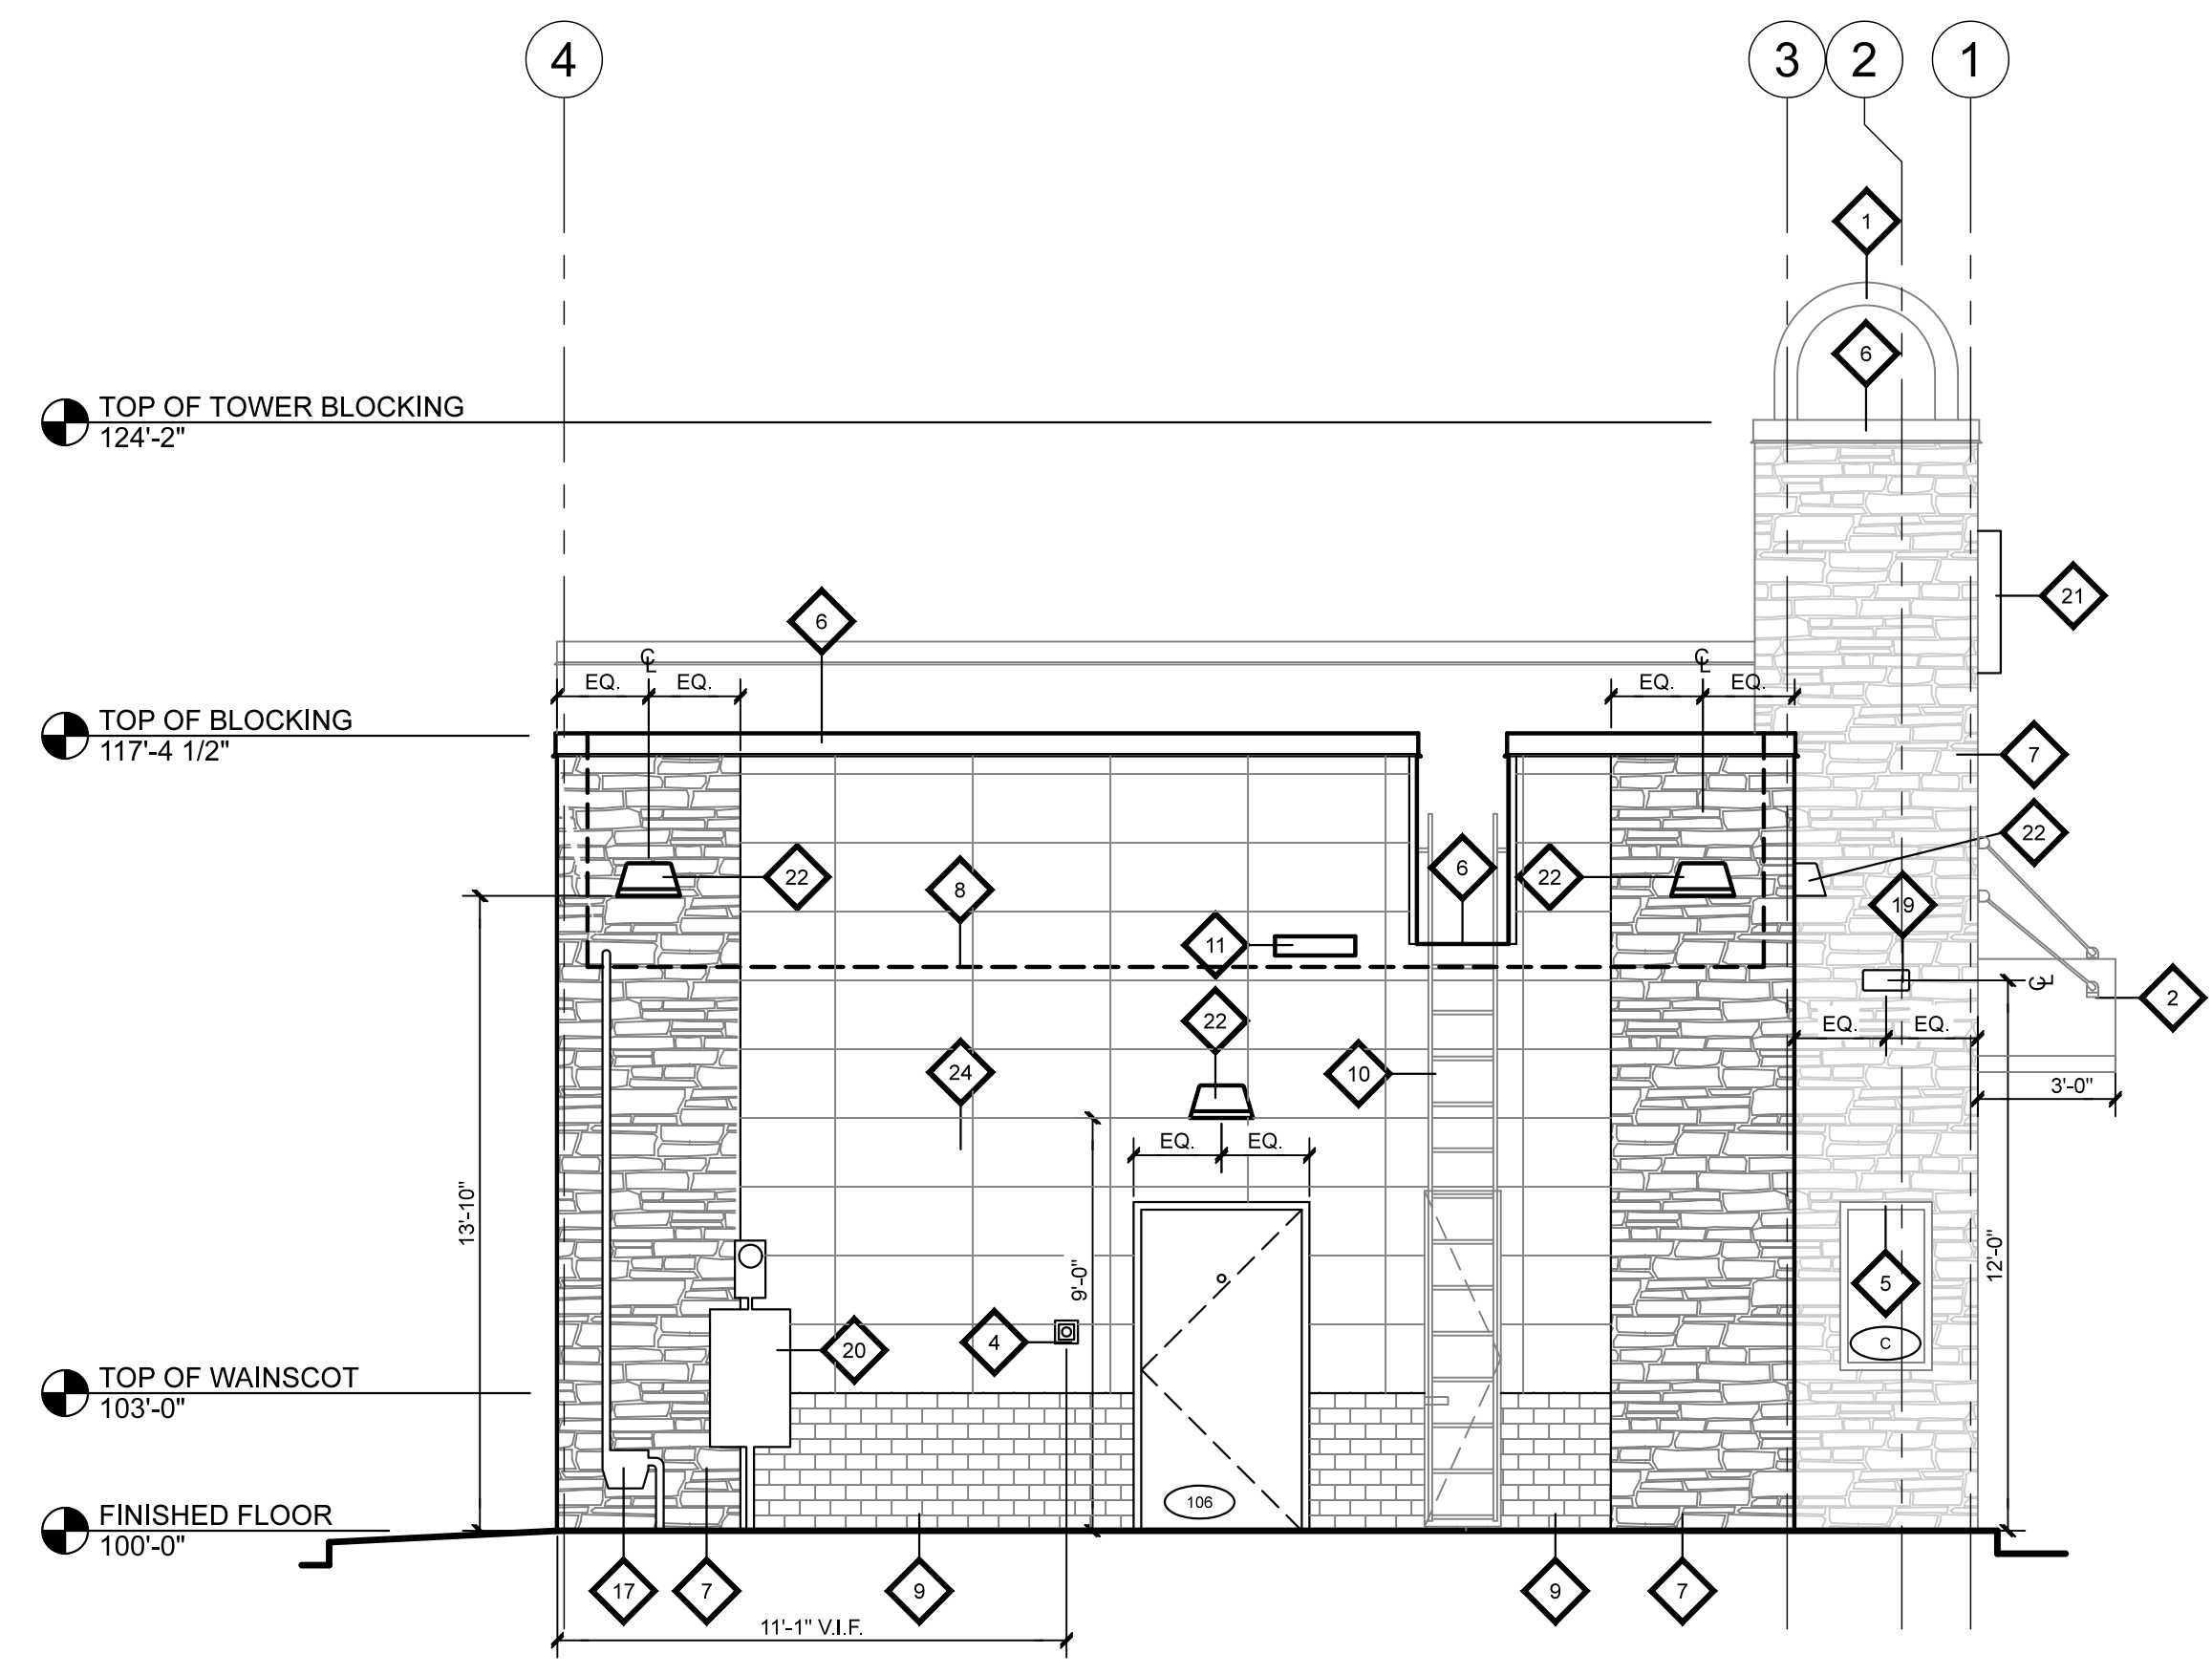 4
3
2
1
1
6
TOP OF TOWER BLOCKING
124'-2"
21
6
℄
EQ.
EQ.
℄
EQ.
EQ.
TOP OF BLOCKING
117'-4 1/2"
7
22
22
8
6
22
19
11
℄
2
22
EQ.
EQ.
24
10
3'-0"
EQ.
EQ.
13'-10"
9'-0"
12'-0"
5
C
20
4
TOP OF WAINSCOT
103'-0"
106
FINISHED FLOOR
100'-0"
17
7
9
9
7
11'-1" V.I.F.